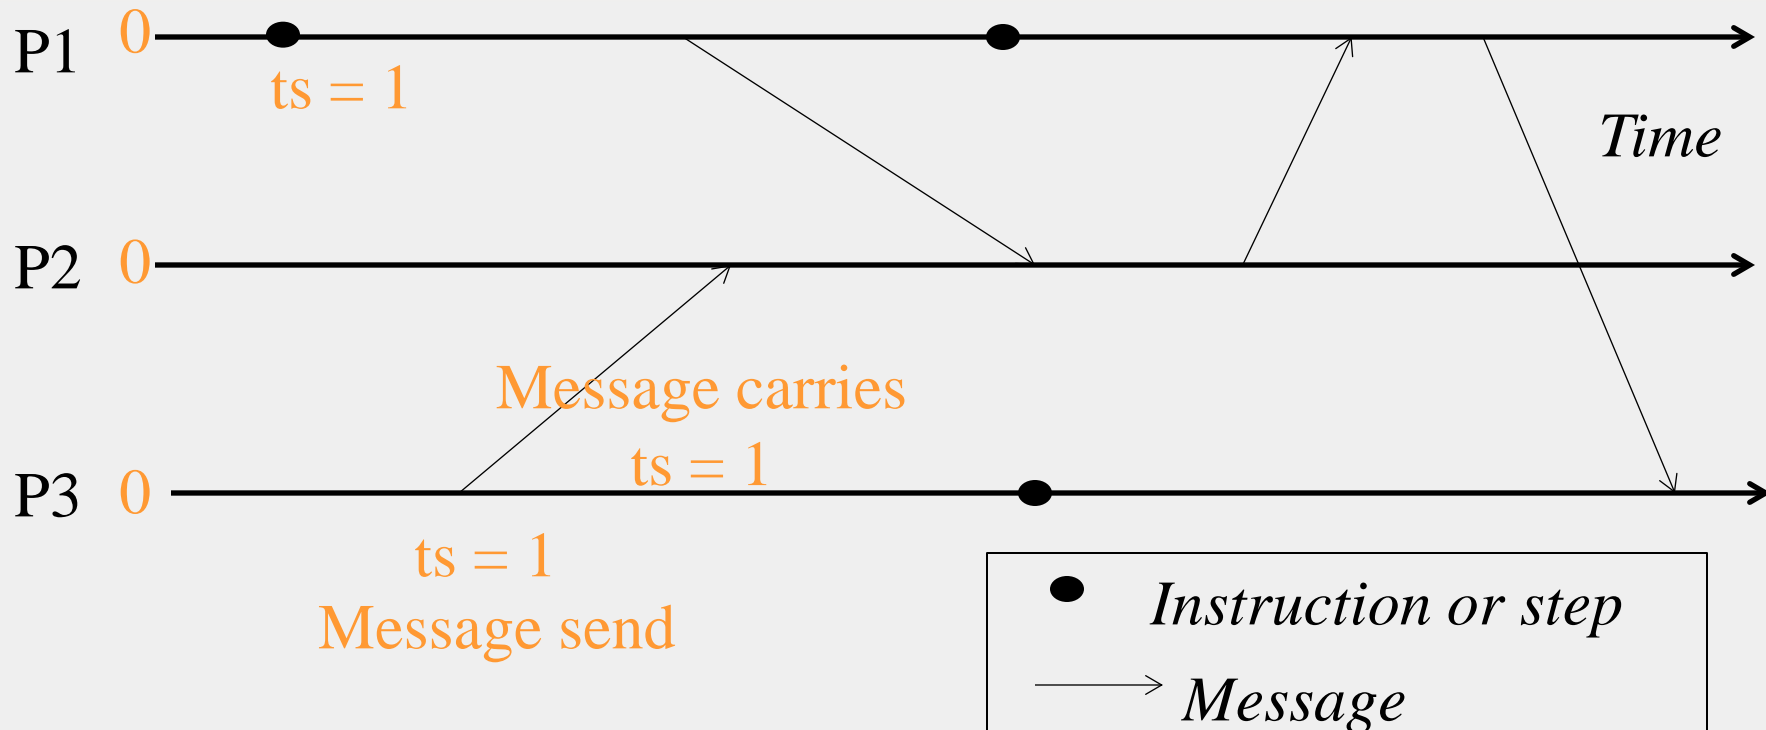 P1 0
ts = 1
Time
P2 0
Message carries
ts = 1
P3 0
ts = 1
Message send
Instruction or step
Message